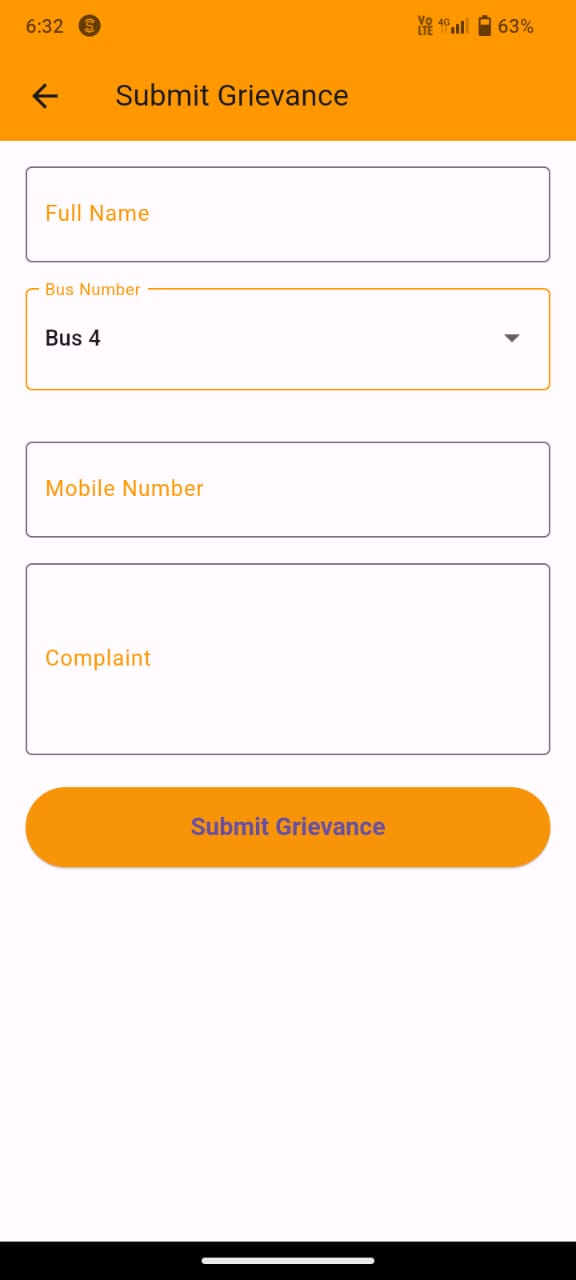 6:32
Vo LTE 4G 63%
Submit Grievance
Full Name
Bus Number
Bus 4
Mobile Number
Complaint
Submit Grievance